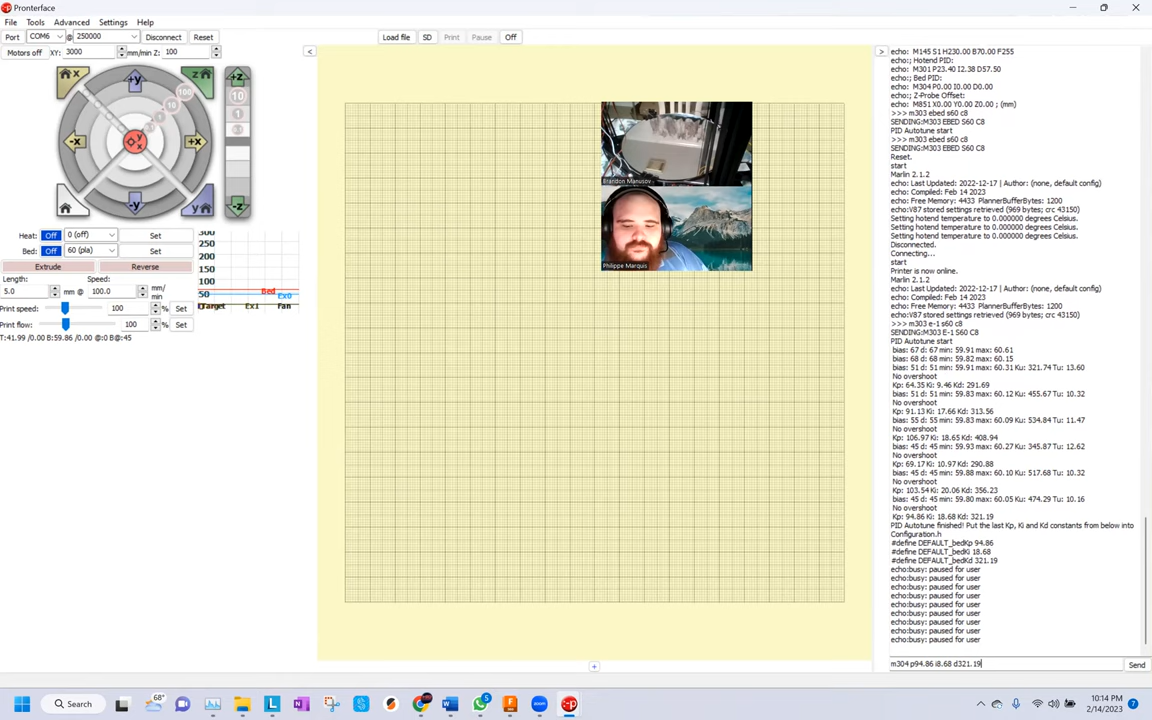 Pronterface
File Tools Advanced Settings Help
Port COM6 @ 250000 Disconnect Reset Load file SD Print Pause Off
Motors off XY: 3000 mm/min Z: 100
< >
X +Y Z +Z
100
10
1
-X X Y +X
-Y y -Z
10
1
Heat: Off 0 (off) Set
Bed: Off 60 (pla) Set
Extrude Reverse
Length: Speed:
5.0 mm @ 100.0 mm/
min
Print speed: 100 % Set
Print flow: 100 % Set
T:41.99 /0.00 B:59.86 /0.00 @:0 B@:45
300
250
200
150
100
50
Bed Ex0
Target Ex1 Fan
Brandon Manusov
Philippe Marquis
echo: M145 S1 H230.00 B70.00 F255
echo:; Hotend PID:
echo: M301 P23.40 I2.38 D57.50
echo:; Bed PID:
echo: M304 P0.00 I0.00 D0.00
echo:; Z-Probe Offset:
echo: M851 X0.00 Y0.00 Z0.00 ; (mm)
>>> m303 ebed s60 c8
SENDING:M303 EBED S60 C8
PID Autotune start
>>> m303 ebed s60 c8
SENDING:M303 EBED S60 C8
Reset.
start
Marlin 2.1.2
echo: Last Updated: 2022-12-17 | Author: (none, default config)
echo: Compiled: Feb 14 2023
echo: Free Memory: 4433 PlannerBufferBytes: 1200
echo:V87 stored settings retrieved (969 bytes; crc 43150)
Setting hotend temperature to 0.000000 degrees Celsius.
Setting hotend temperature to 0.000000 degrees Celsius.
Disconnected.
Connecting...
start
Printer is now online.
Marlin 2.1.2
echo: Last Updated: 2022-12-17 | Author: (none, default config)
echo: Compiled: Feb 14 2023
echo: Free Memory: 4433 PlannerBufferBytes: 1200
echo:V87 stored settings retrieved (969 bytes; crc 43150)
>>> m303 e-1 s60 c8
SENDING:M303 E-1 S60 C8
PID Autotune start
bias: 67 d: 67 min: 59.91 max: 60.61
bias: 68 d: 68 min: 59.82 max: 60.15
bias: 51 d: 51 min: 59.91 max: 60.31 Ku: 321.74 Tu: 13.60
No overshoot
Kp: 64.35 Ki: 9.46 Kd: 291.69
bias: 51 d: 51 min: 59.83 max: 60.12 Ku: 455.67 Tu: 10.32
No overshoot
Kp: 91.13 Ki: 17.66 Kd: 313.56
bias: 55 d: 55 min: 59.83 max: 60.09 Ku: 534.84 Tu: 11.47
No overshoot
Kp: 106.97 Ki: 18.65 Kd: 408.94
bias: 45 d: 45 min: 59.93 max: 60.27 Ku: 345.87 Tu: 12.62
No overshoot
Kp: 69.17 Ki: 10.97 Kd: 290.88
bias: 45 d: 45 min: 59.88 max: 60.10 Ku: 517.68 Tu: 10.32
No overshoot
Kp: 103.54 Ki: 20.06 Kd: 356.23
bias: 45 d: 45 min: 59.80 max: 60.05 Ku: 474.29 Tu: 10.16
No overshoot
Kp: 94.86 Ki: 18.68 Kd: 321.19
PID Autotune finished! Put the last Kp, Ki and Kd constants from below into
Configuration.h
#define DEFAULT_bedKp 94.86
#define DEFAULT_bedKi 18.68
#define DEFAULT_bedKd 321.19
echo:busy: paused for user
echo:busy: paused for user
echo:busy: paused for user
echo:busy: paused for user
echo:busy: paused for user
echo:busy: paused for user
echo:busy: paused for user
echo:busy: paused for user
echo:busy: paused for user
m304 p94.86 i8.68 d321.19 Send
Search
68°
5
10:14 PM
2/14/2023
7